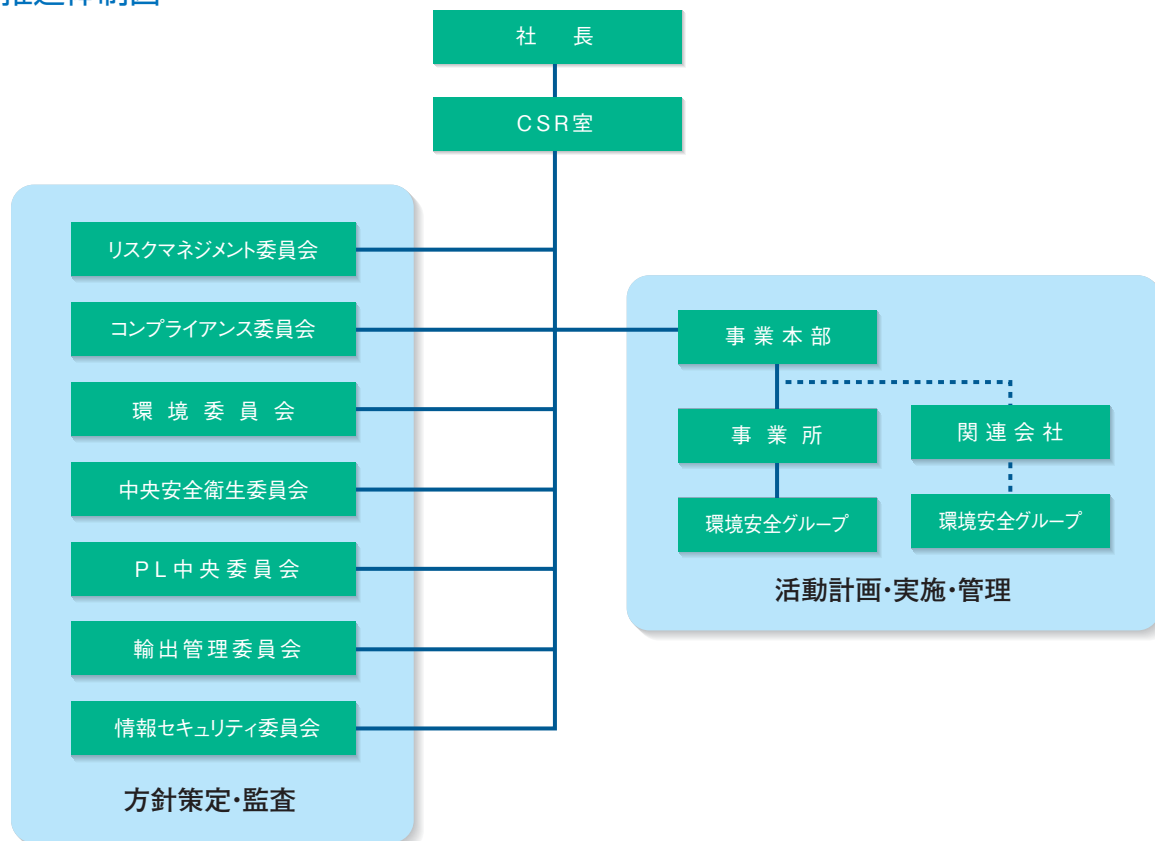 推進体制図
社長
CSR室
リスクマネジメント委員会
コンプライアンス委員会
環境委員会
中央安全衛生委員会
PL中央委員会
輸出管理委員会
情報セキュリティ委員会
方針策定・監査
事業本部
事業所
関連会社
環境安全グループ
環境安全グループ
活動計画・実施・管理